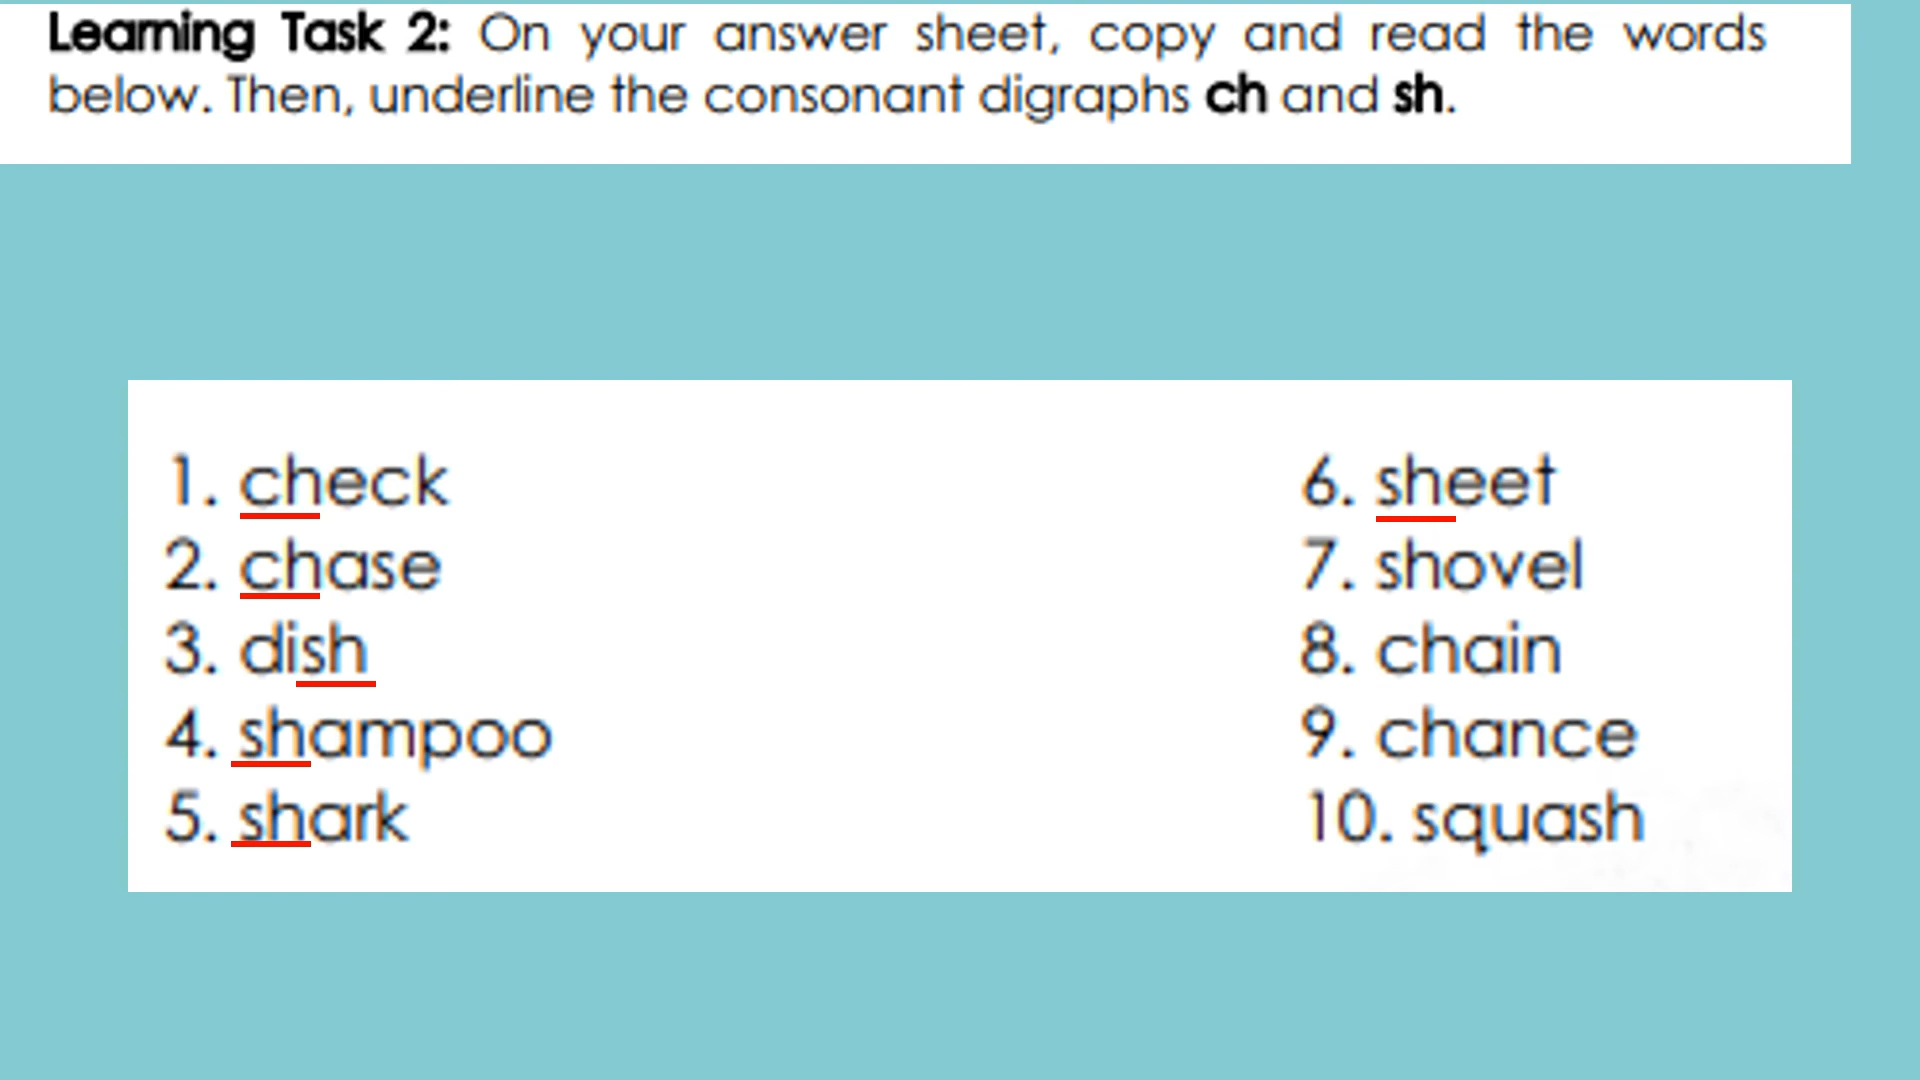 Learning Task 2: On your answer sheet, copy and read the words
below. Then, underline the consonant digraphs ch and sh.
1. check
2. chase
3. dish
4. shampoo
5. shark
6. sheet
7. shovel
8. chain
9. chance
10. squash